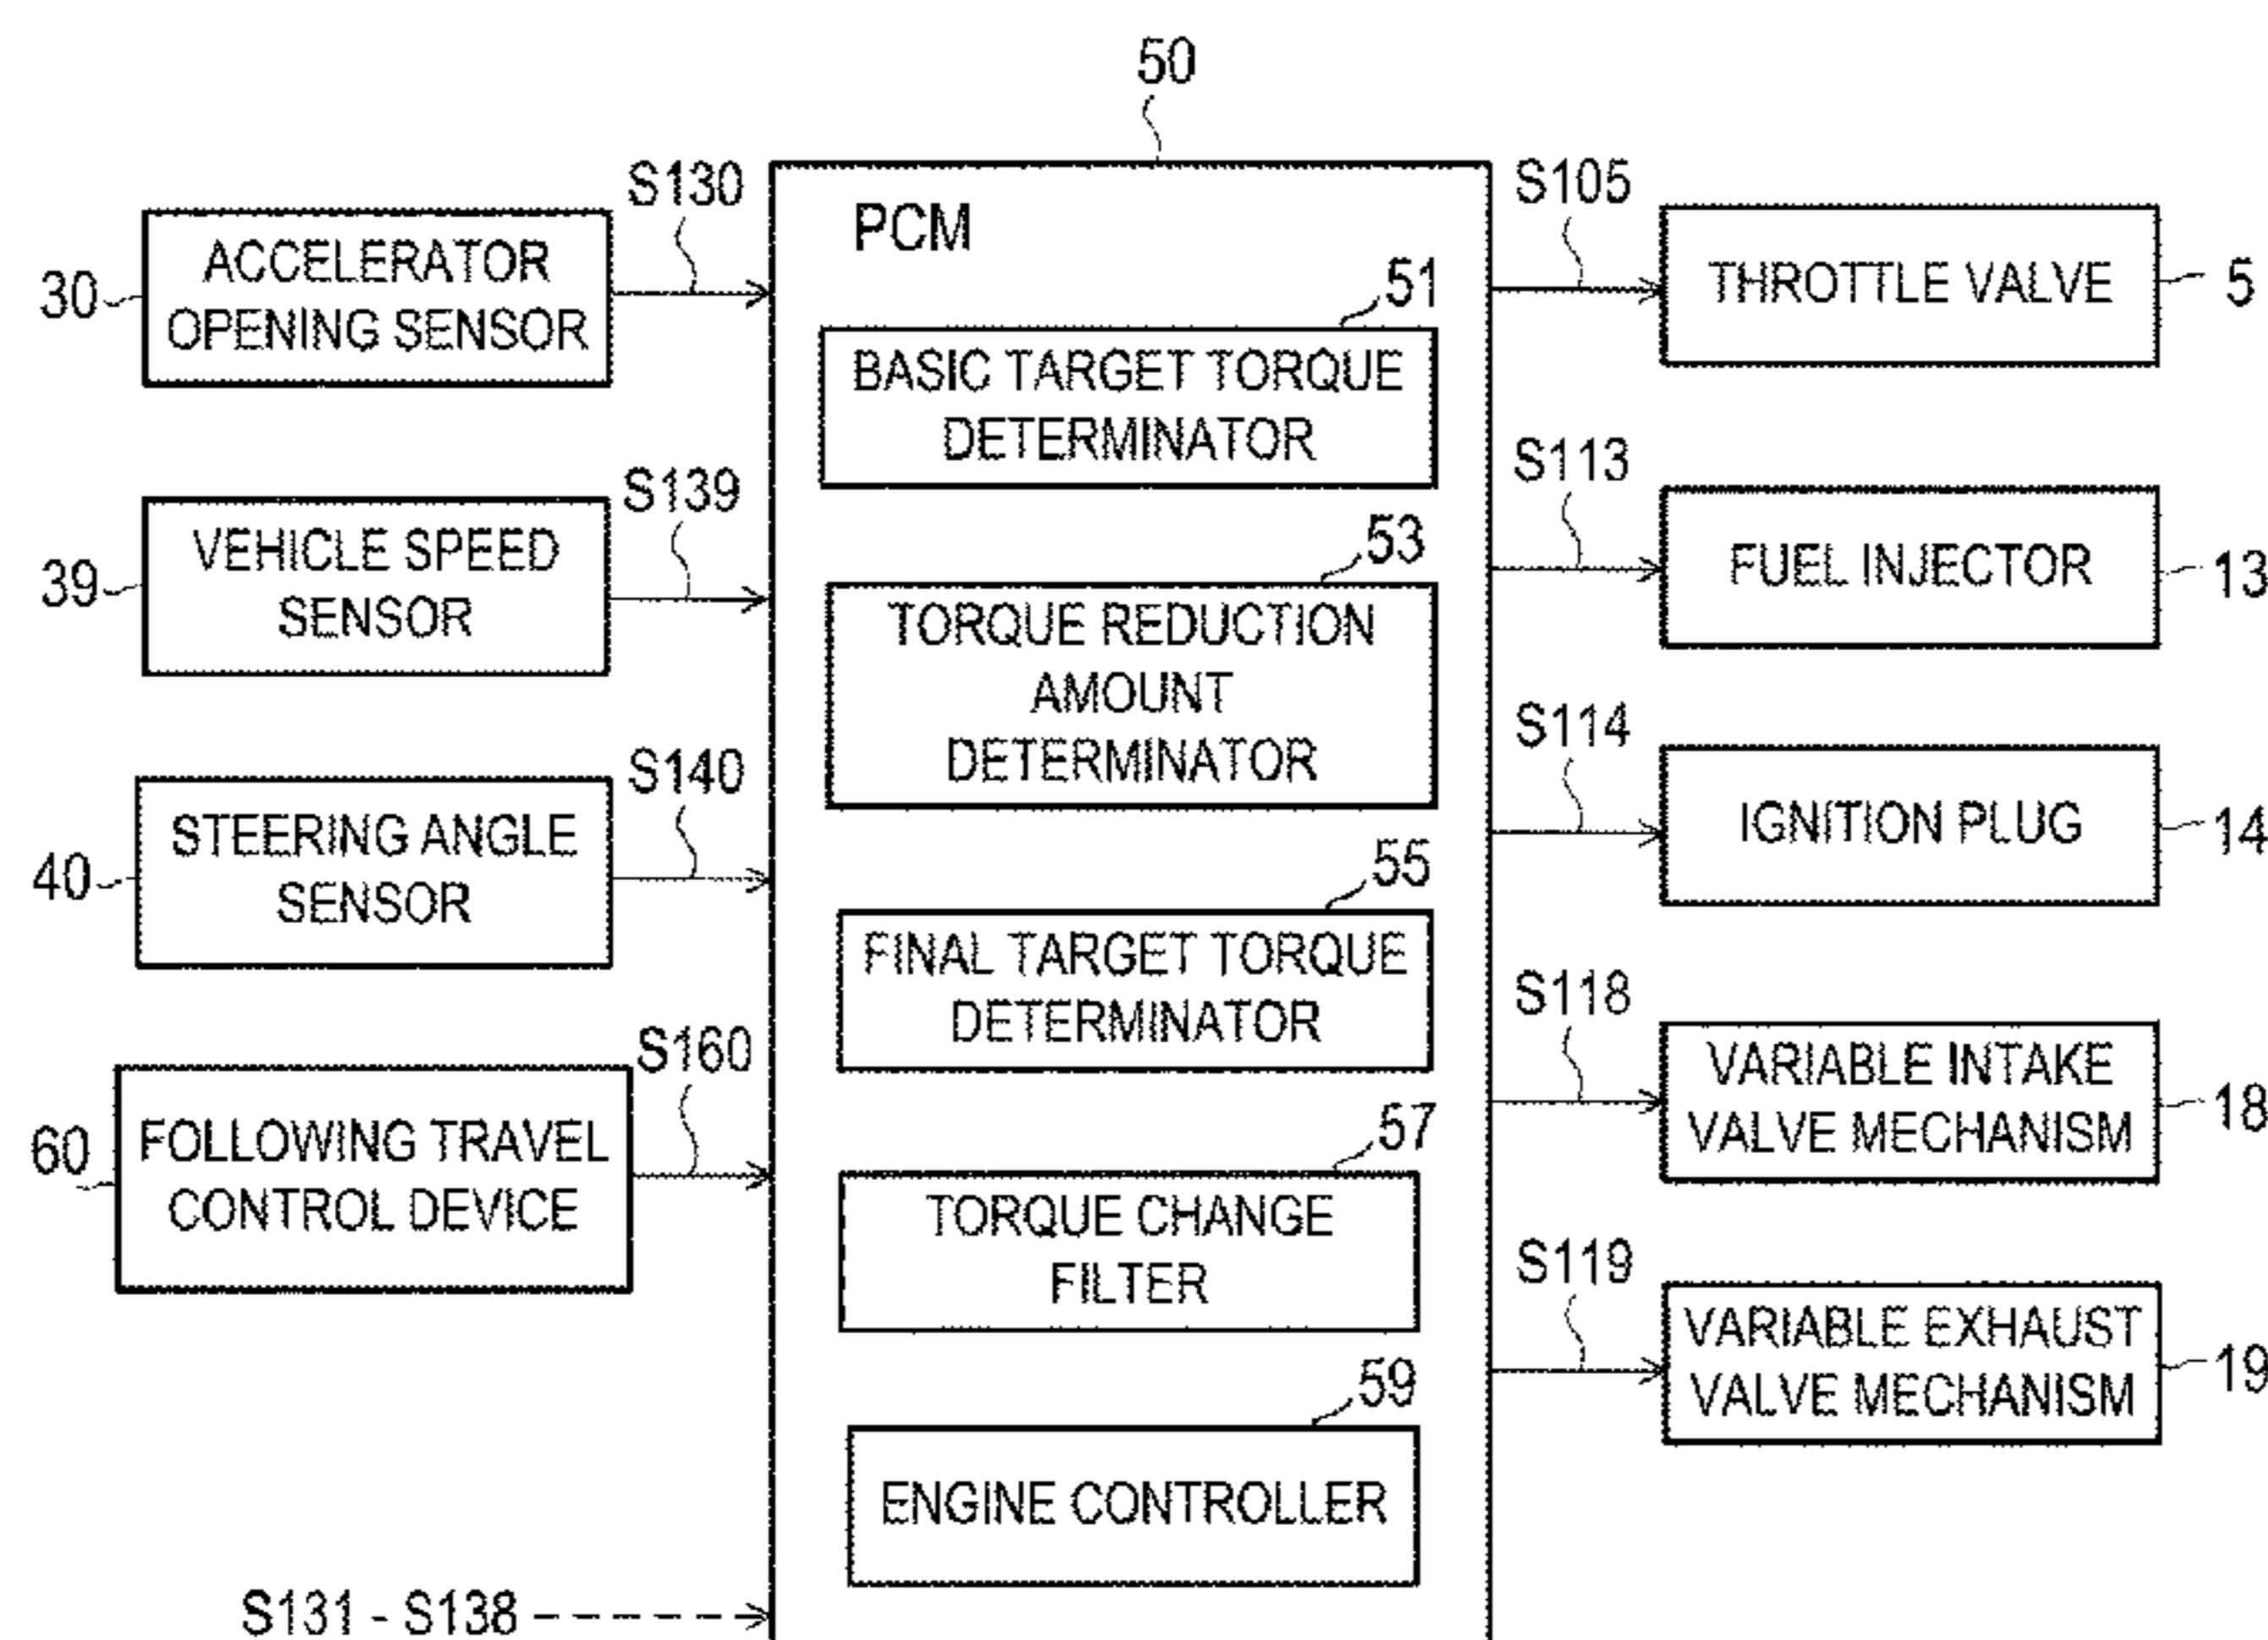 50
S130
ACCELERATOR
OPENING SENSOR
30
S139
VEHICLE SPEED
SENSOR
39
S140
STEERING ANGLE
SENSOR
40
S160
FOLLOWING TRAVEL
CONTROL DEVICE
60
S131 - S138
PCM
51
BASIC TARGET TORQUE
DETERMINATOR
53
TORQUE REDUCTION
AMOUNT
DETERMINATOR
55
FINAL TARGET TORQUE
DETERMINATOR
57
TORQUE CHANGE
FILTER
59
ENGINE CONTROLLER
S105
THROTTLE VALVE
5
S113
FUEL INJECTOR
13
S114
IGNITION PLUG
14
S118
VARIABLE INTAKE
VALVE MECHANISM
18
S119
VARIABLE EXHAUST
VALVE MECHANISM
19